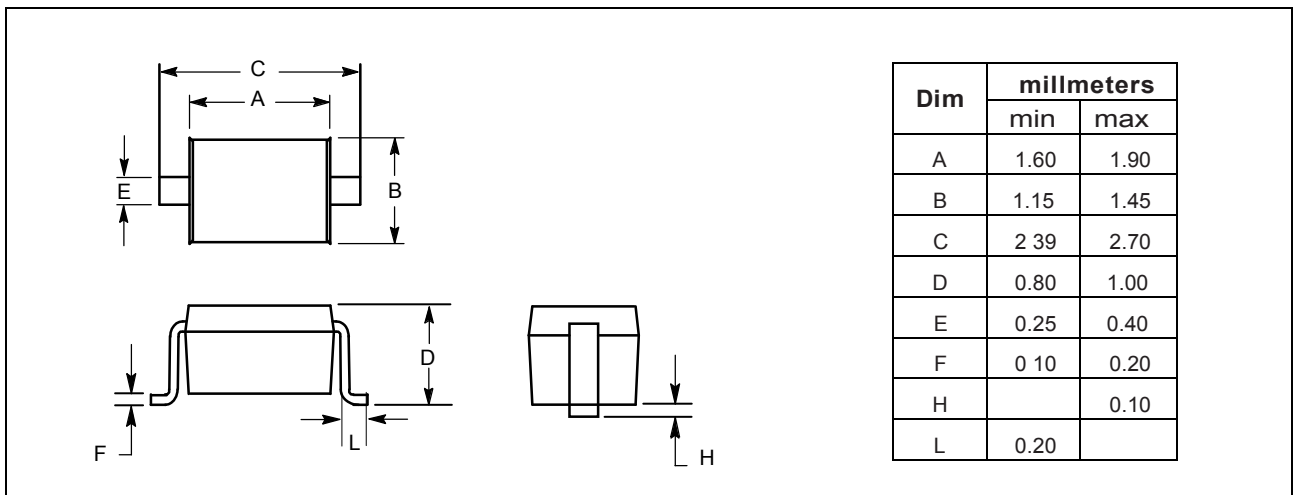 C
A
E
B
D
F
L
H
Dim millmeters
min max
A 1.60 1.90
B 1.15 1.45
C 2 39 2.70
D 0.80 1.00
E 0.25 0.40
F 0 10 0.20
H 0.10
L 0.20